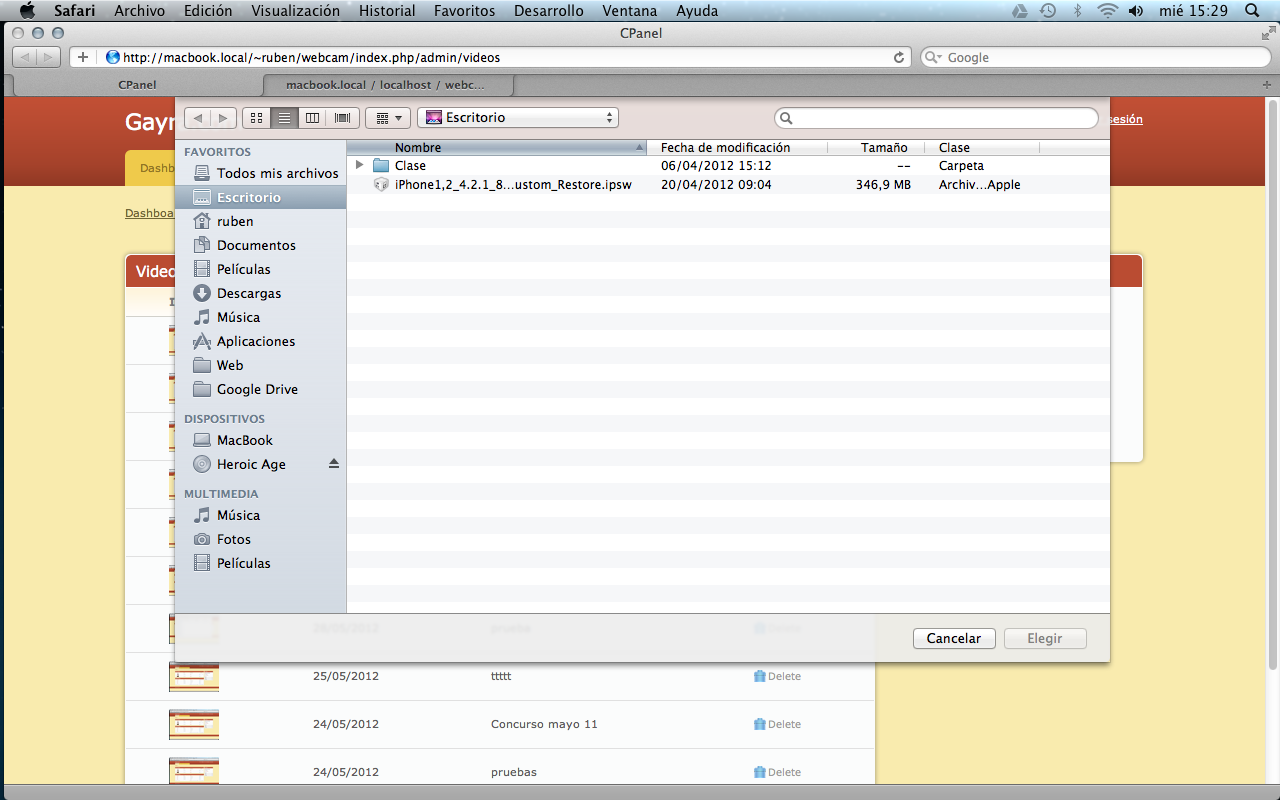 Safari Archivo Edición Visualización Historial Favoritos Desarrollo Ventana Ayuda mié 15:29
CPanel
http://macbook.local/~ruben/webcam/index.php/admin/videos Google
CPanel macbook.local / localhost / webc...
Escritorio
sesión
FAVORITOS
Todos mis archivos
Escritorio
ruben
Documentos
Películas
Descargas
Música
Aplicaciones
Web
Google Drive
DISPOSITIVOS
MacBook
Heroic Age
MULTIMEDIA
Música
Fotos
Películas
Nombre Fecha de modificación Tamaño Clase
Clase 06/04/2012 15:12 -- Carpeta
iPhone1,2_4.2.1_8...ustom_Restore.ipsw 20/04/2012 09:04 346,9 MB Archiv...Apple
Cancelar Elegir
25/05/2012 ttttt Delete
24/05/2012 Concurso mayo 11 Delete
24/05/2012 pruebas Delete